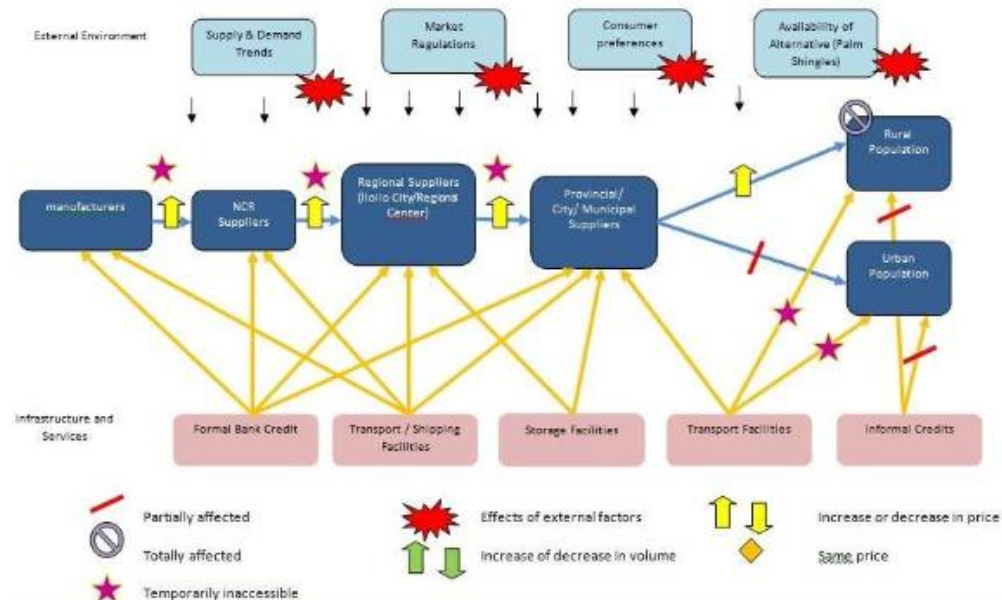 External Environment
Supply & Demand
Trends
Market
Regulations
Consumer
preferences
Availability of
Alternative (Palm
Shingles)
Rural
Population
manufacturers
NCR
Suppliers
Regional Suppliers
(Iloilo City/Regional
Center)
Provincial/
City/ Municipal
Suppliers
Urban
Population
Infrastructure and
Services
Formal Bank Credit
Transport / Shipping
Facilities
Storage Facilities
Transport Facilities
Informal Credits
Partially affected
Totally affected
Temporarily inaccessible
Effects of external factors
Increase of decrease in volume
Increase or decrease in price
Same price